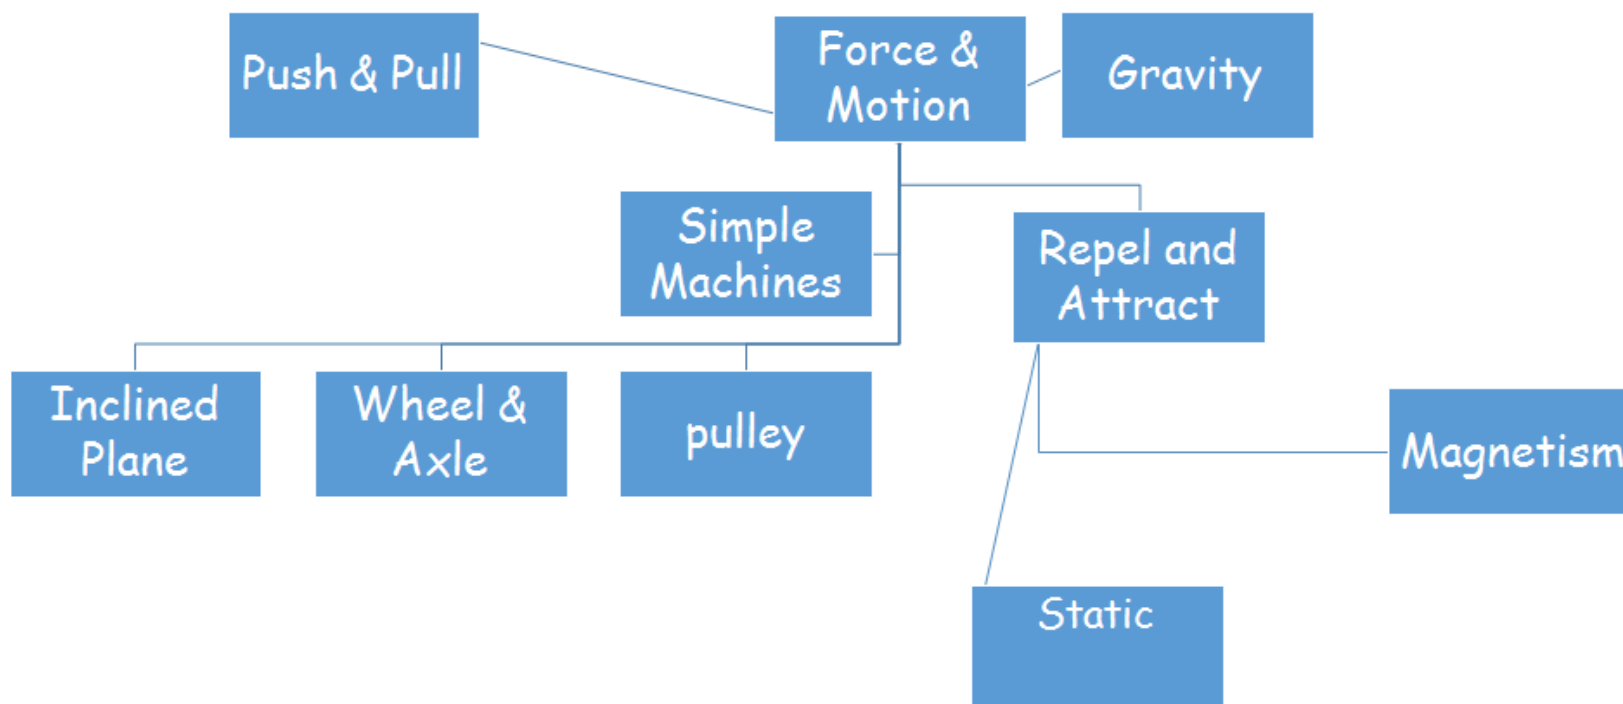 Push & Pull
Force &
Motion
Gravity
Simple
Machines
Repel and
Attract
Inclined
Plane
Wheel &
Axle
pulley
Magnetism
Static